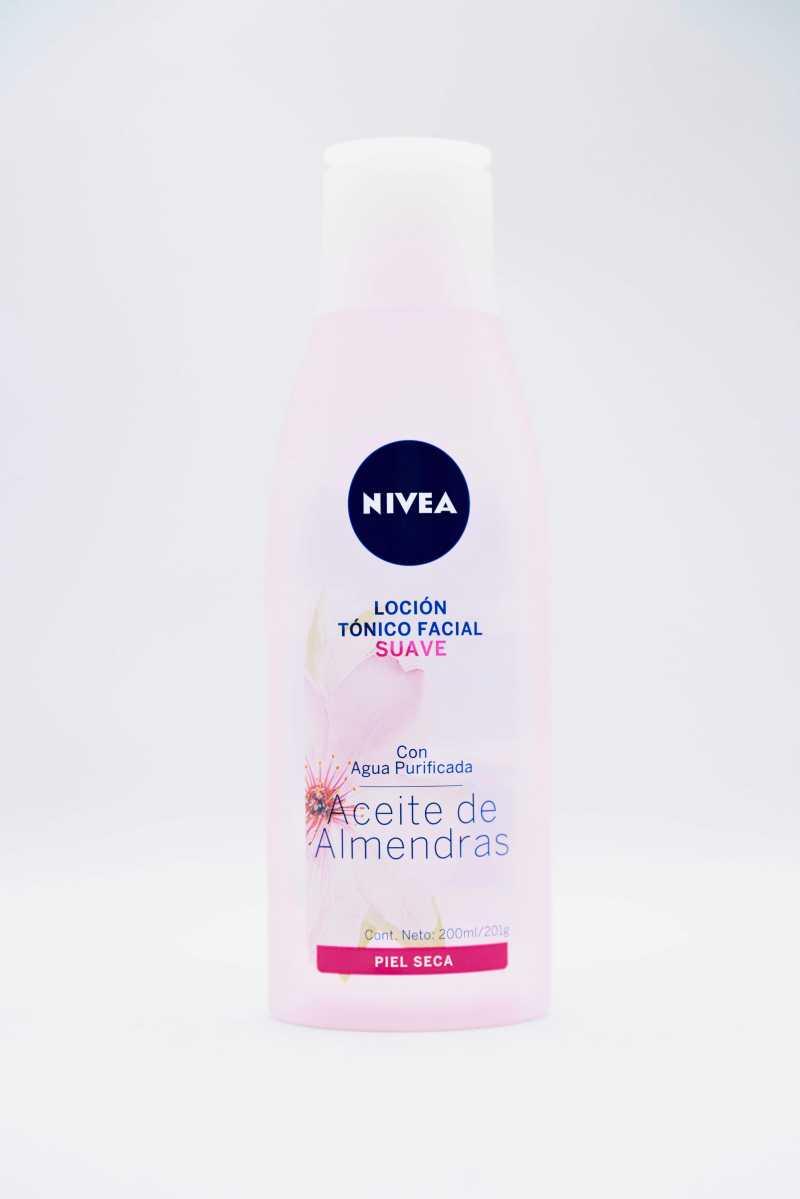 NIVEA
LOCIÓN
TÓNICO FACIAL
SUAVE
Con
Agua Purificada
Aceite de
Almendras
Cont. Neto: 200ml/201g
PIEL SECA